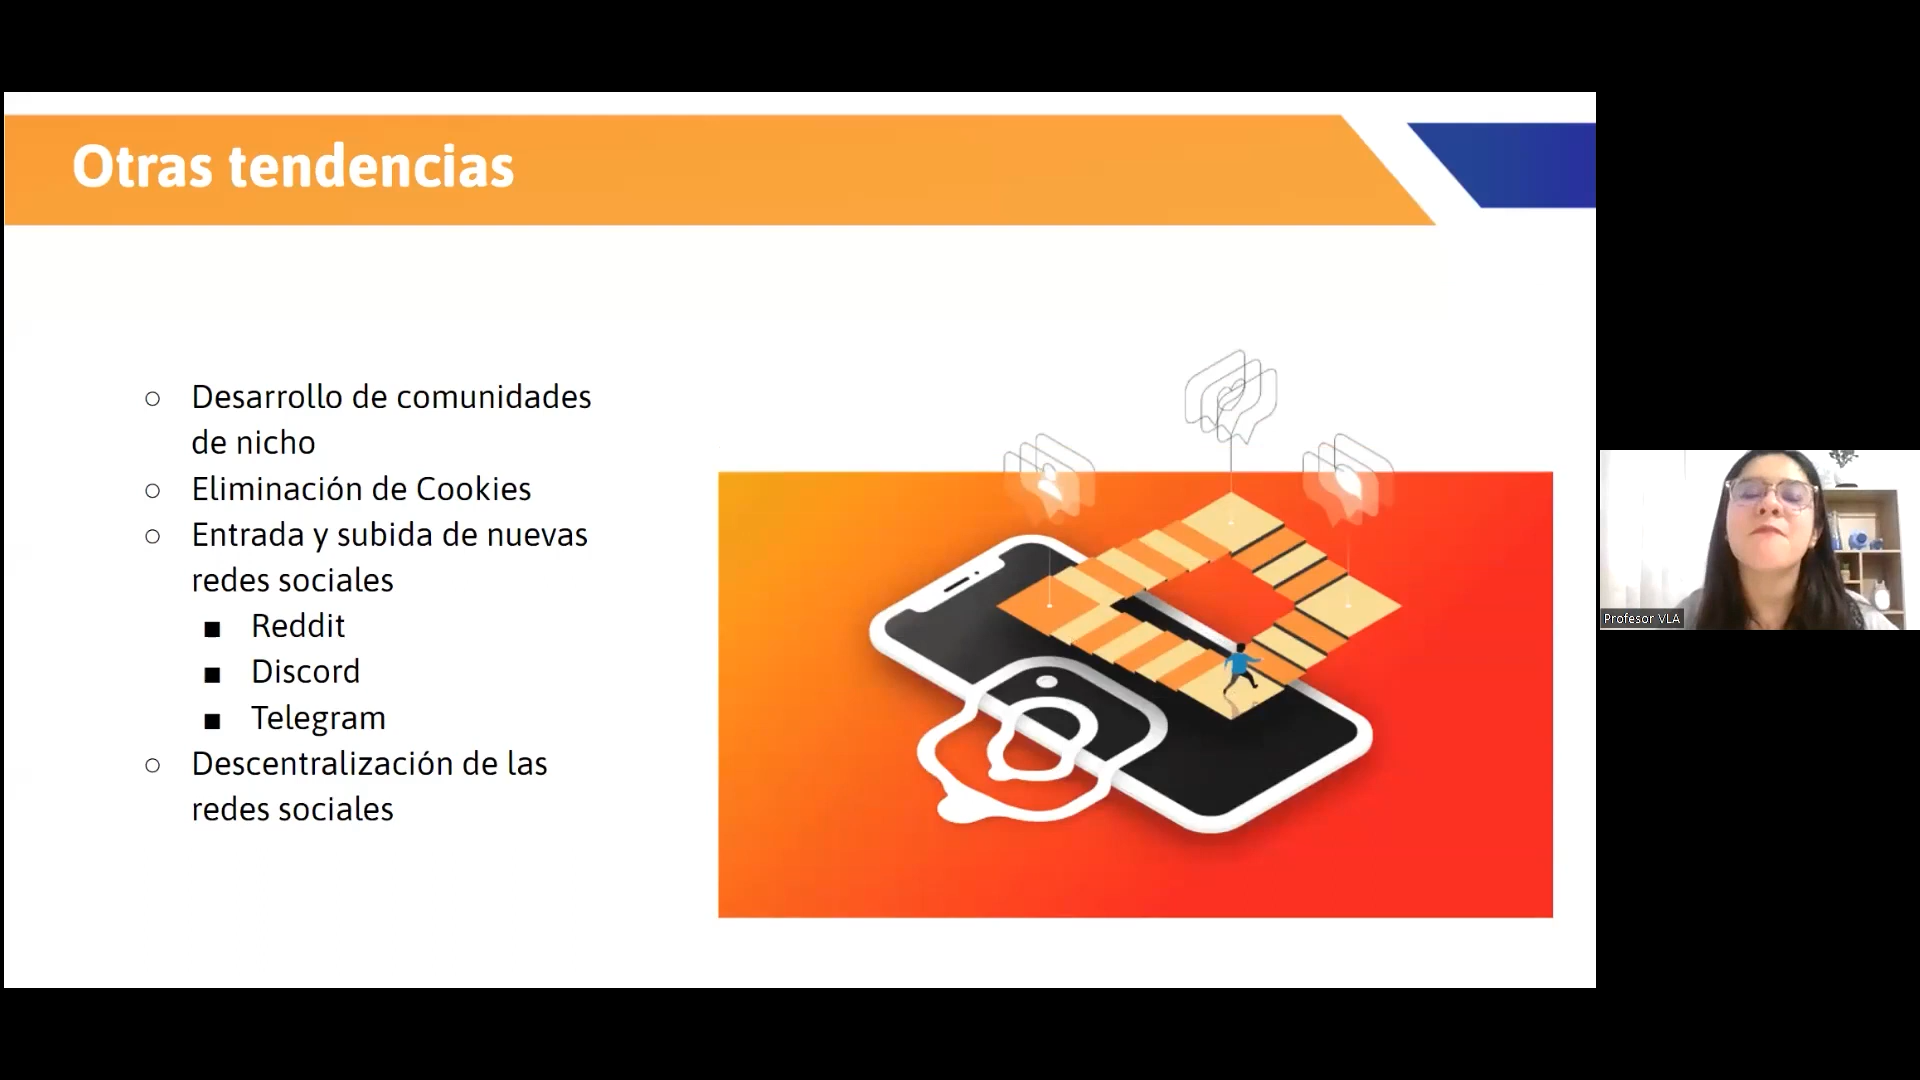 Otras tendencias
○ Desarrollo de comunidades
de nicho
○ Eliminación de Cookies
○ Entrada y subida de nuevas
redes sociales
■ Reddit
■ Discord
■ Telegram
○ Descentralización de las
redes sociales
Profesor VLA